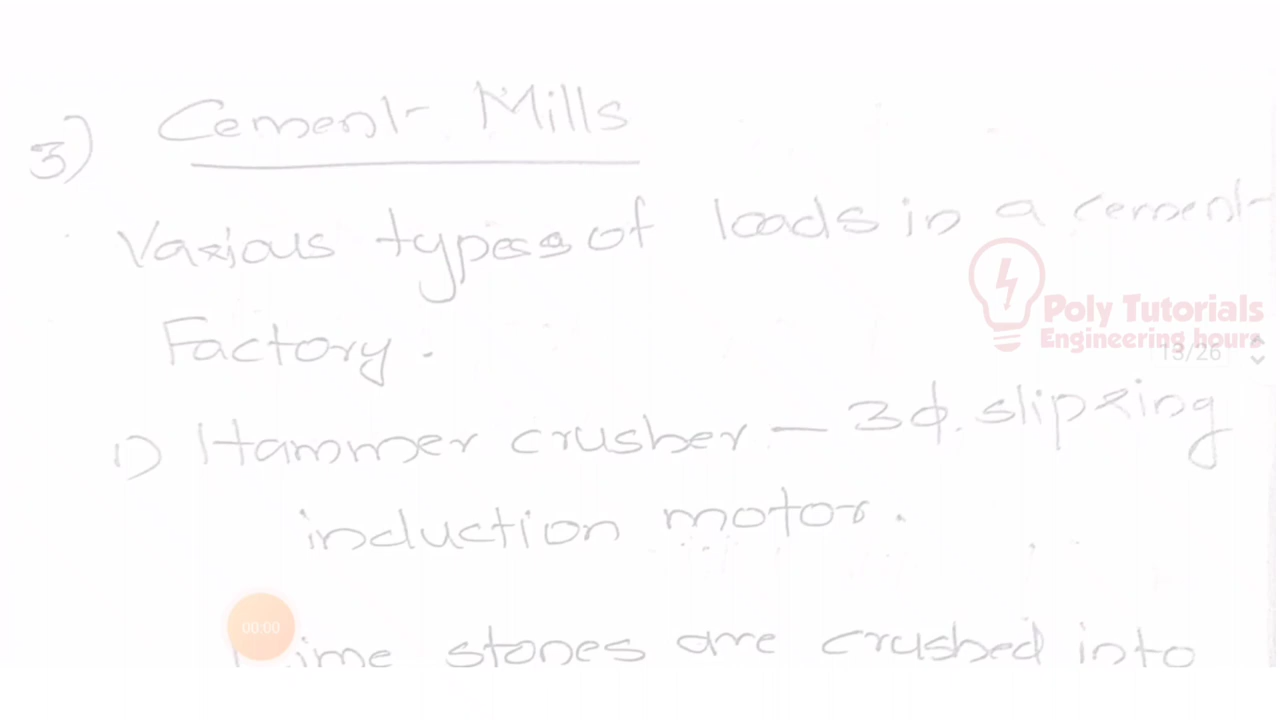 3) Cement Mills
Various types of loads in a cement
Factory.
Poly Tutorials
Engineering hours
13/26
1) Hammer crusher – 3ϕ. slipring
induction motor.
00:00
Lime stones are crushed into